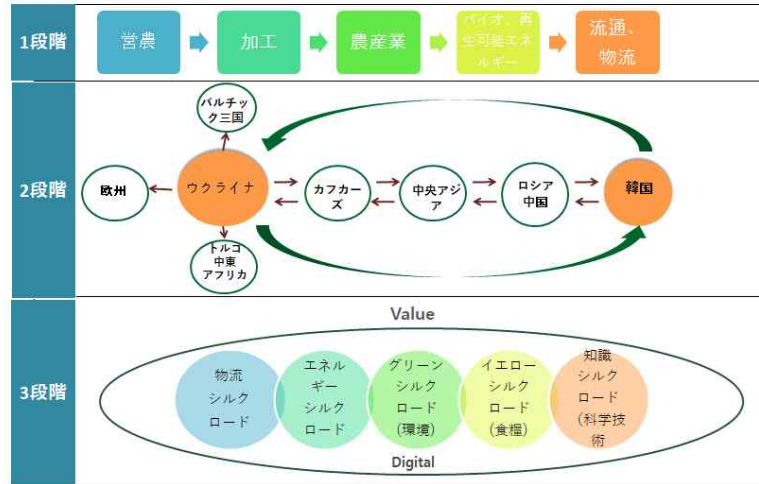 1段階
営農
加工
農産業
バイオ、再
生可能エネ
ルギー
流通、
物流
2段階
バルチッ
ク三国
欧州
ウクライナ
カフカー
ズ
中央アジ
ア
ロシア
中国
韓国
トルコ
中東
アフリカ
3段階
Value
物流
シルク
ロード
エネル
ギー
シルク
ロード
グリーン
シルク
ロード
(環境)
イエロー
シルク
ロード
(食糧)
知識
シルク
ロード
(科学技
術
Digital